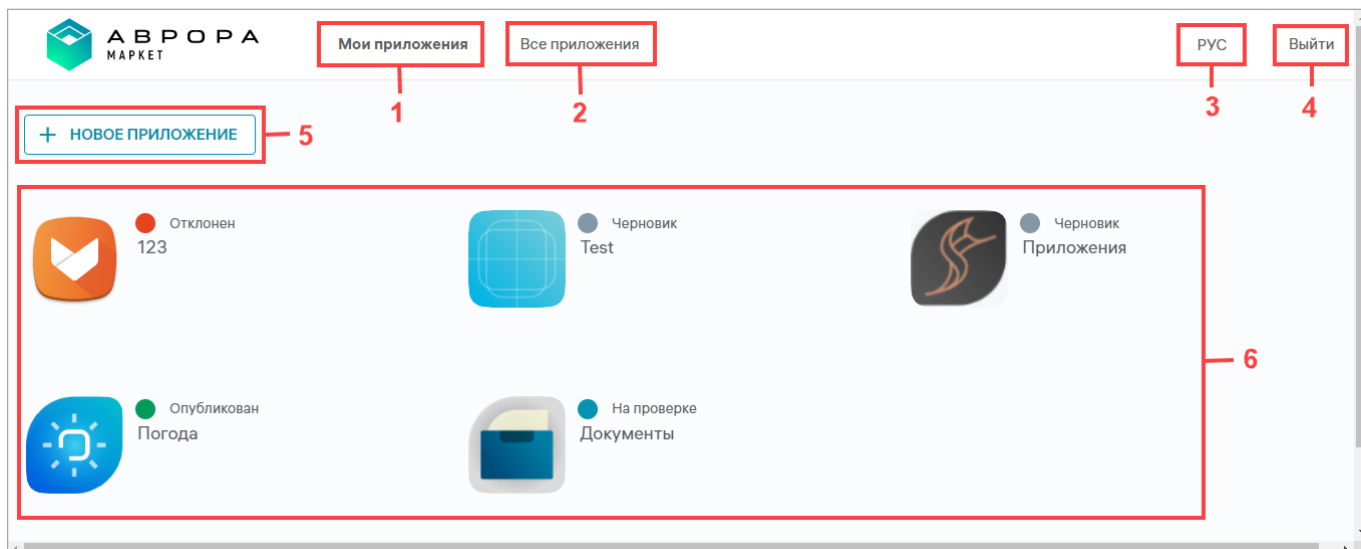 АВРОРА
МАРКЕТ
Мои приложения
Все приложения
РУС
Выйти
1
2
3
4
+ НОВОЕ ПРИЛОЖЕНИЕ
5
Отклонен
123
Черновик
Test
Черновик
Приложения
6
Опубликован
Погода
На проверке
Документы